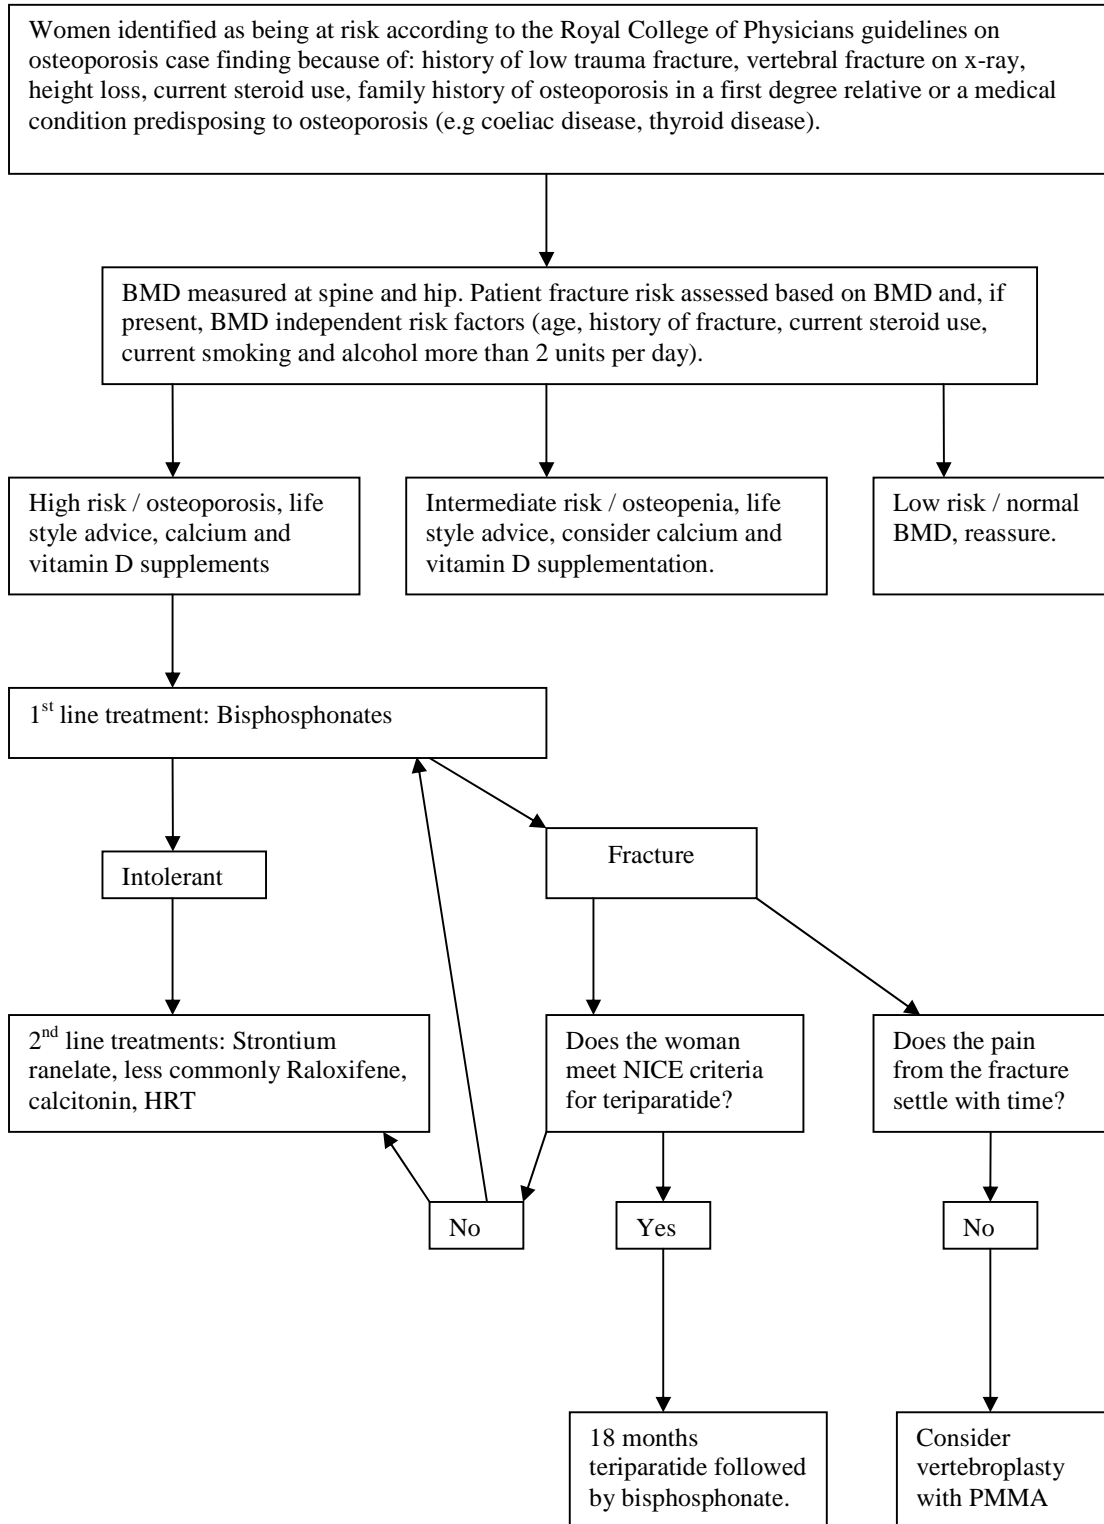 Women identified as being at risk according to the Royal College of Physicians guidelines on
osteoporosis case finding because of: history of low trauma fracture, vertebral fracture on x-ray,
height loss, current steroid use, family history of osteoporosis in a first degree relative or a medical
condition predisposing to osteoporosis (e.g coeliac disease, thyroid disease).
BMD measured at spine and hip. Patient fracture risk assessed based on BMD and, if
present, BMD independent risk factors (age, history of fracture, current steroid use,
current smoking and alcohol more than 2 units per day).
High risk / osteoporosis, life
style advice, calcium and
vitamin D supplements
Intermediate risk / osteopenia, life
style advice, consider calcium and
vitamin D supplementation.
Low risk / normal
BMD, reassure.
1st line treatment: Bisphosphonates
Fracture
Intolerant
2nd line treatments: Strontium
ranelate, less commonly Raloxifene,
calcitonin, HRT
Does the woman
meet NICE criteria
for teriparatide?
Does the pain
from the fracture
settle with time?
No
Yes
No
18 months
teriparatide followed
by bisphosphonate.
Consider
vertebroplasty
with PMMA